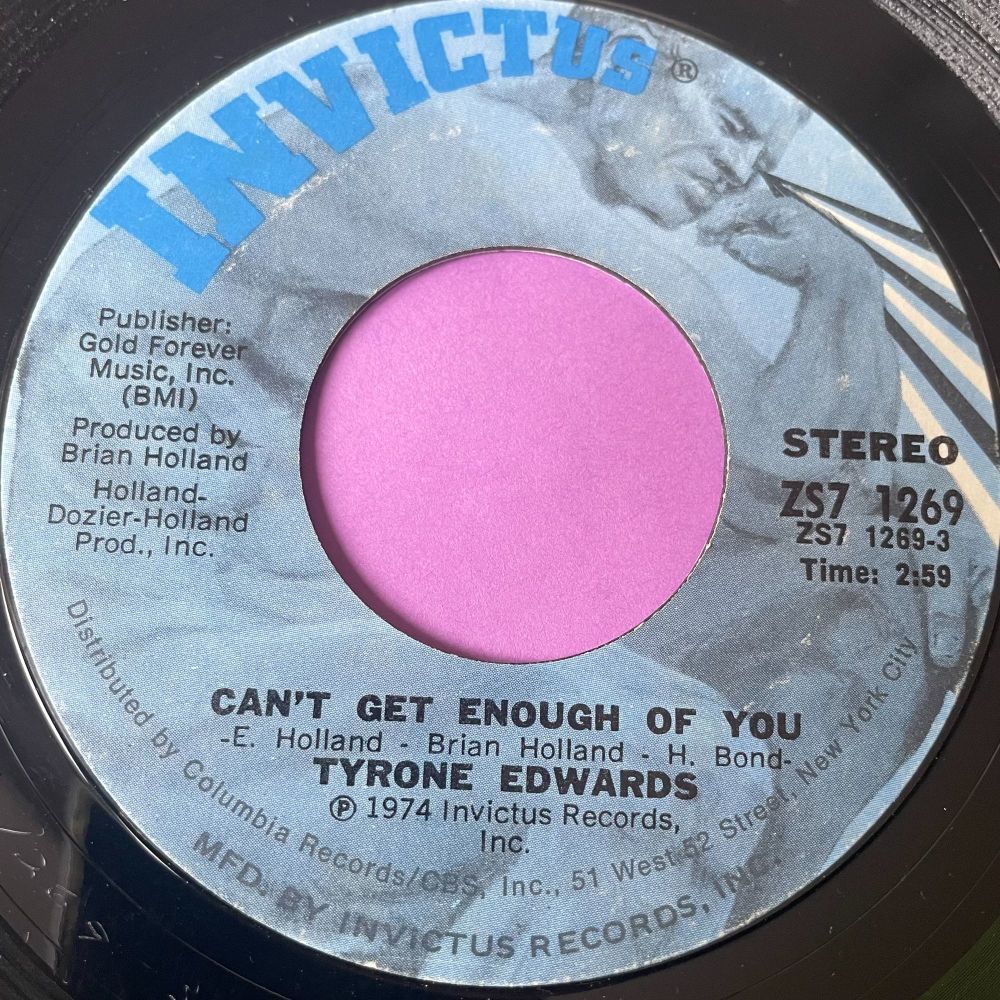 INVICTUS®
Publisher:
Gold Forever
Music, Inc.
(BMI)
Produced by
Brian Holland
Holland-
Dozier-Holland
Prod., Inc.
STEREO
ZS7 1269
ZS7 1269-3
Time: 2:59
CAN'T GET ENOUGH OF YOU
-E. Holland - Brian Holland - H. Bond-
TYRONE EDWARDS
℗ 1974 Invictus Records,
Inc.
Distributed by Columbia Records/CBS, Inc., 51 West 52 Street, New York City
MFD. BY INVICTUS RECORDS, INC.